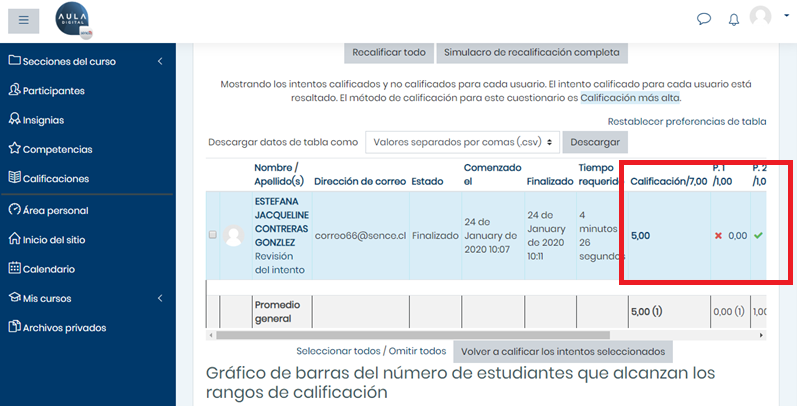 AULA
DIGITAL
Recalificar todo
Simulacro de recalificación completa
Mostrando los intentos calificados y no calificados para cada usuario. El intento calificado para cada usuario está
resaltado. El método de calificación para este cuestionario es Calificación más alta.
Restablecer preferencias de tabla
Descargar datos de tabla como
Valores separados por comas (.csv)
Descargar
Secciones del curso
Participantes
Insignias
Competencias
Calificaciones
Área personal
Inicio del sitio
Calendario
Mis cursos
Archivos privados
Nombre /
Apellido(s)
Dirección de correo
Estado
Comenzado
el
Finalizado
Tiempo
requerido
Calificación/7,00
P. 1
/1,00
P. 2
/1,0
ESTEFANA
JACQUELINE
CONTRERAS
GONZLEZ
Revisión
del intento
correo66@sence.cl
Finalizado
24 de
January de
2020 10:07
24 de
January
de 2020
10:11
4
minutos
26
segundos
5,00
0,00
Promedio
general
5,00 (1)
0,00 (1)
1,00
Seleccionar todos / Omitir todos
Volver a calificar los intentos seleccionados
Gráfico de barras del número de estudiantes que alcanzan los
rangos de calificación